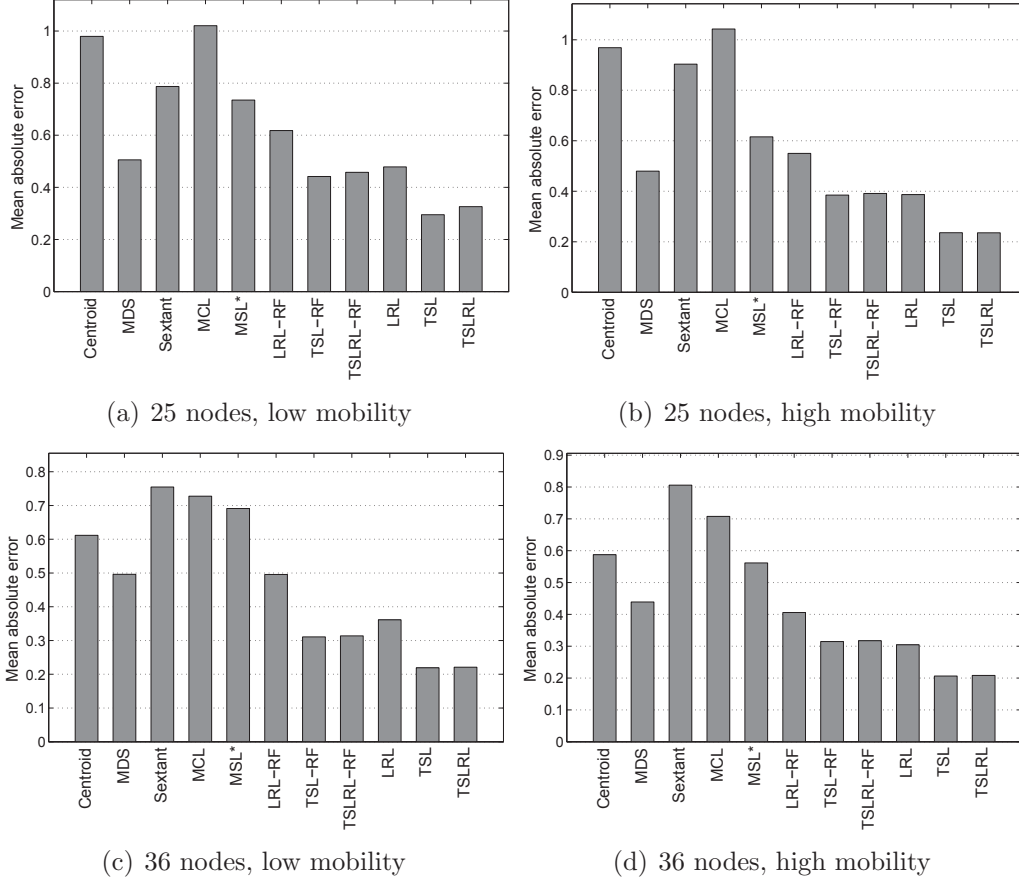 Mean absolute error
1
0.8
0.6
0.4
0.2
0
Centroid
MDS
Sextant
MCL
MSL*
LRL−RF
TSL−RF
TSLRL−RF
LRL
TSL
TSLRL
(a) 25 nodes, low mobility
Mean absolute error
1
0.8
0.6
0.4
0.2
0
Centroid
MDS
Sextant
MCL
MSL*
LRL−RF
TSL−RF
TSLRL−RF
LRL
TSL
TSLRL
(b) 25 nodes, high mobility
Mean absolute error
0.8
0.7
0.6
0.5
0.4
0.3
0.2
0.1
0
Centroid
MDS
Sextant
MCL
MSL*
LRL−RF
TSL−RF
TSLRL−RF
LRL
TSL
TSLRL
(c) 36 nodes, low mobility
Mean absolute error
0.9
0.8
0.7
0.6
0.5
0.4
0.3
0.2
0.1
0
Centroid
MDS
Sextant
MCL
MSL*
LRL−RF
TSL−RF
TSLRL−RF
LRL
TSL
TSLRL
(d) 36 nodes, high mobility